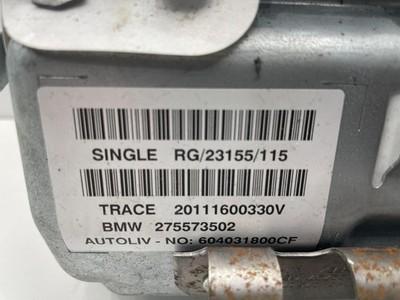 SINGLE RG/23155/115
TRACE 20111600330V
BMW 275573502
AUTOLIV - NO: 604031800CF